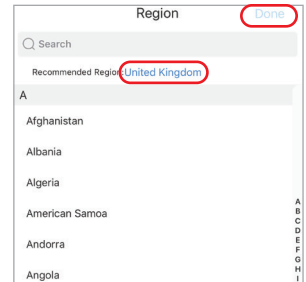 Region Done
Search
Recommended Region: United Kingdom
A
Afghanistan
Albania
Algeria
American Samoa
Andorra
Angola
A
B
C
D
E
F
G
H
I